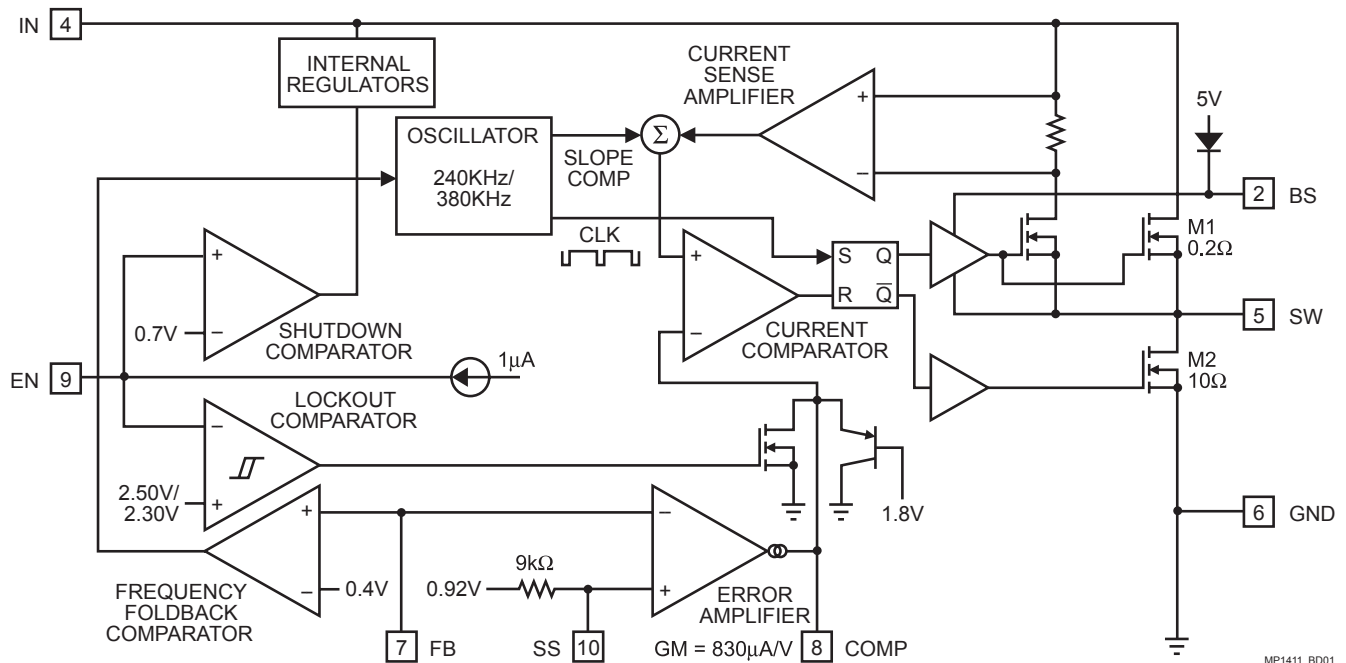 IN 4
INTERNAL
REGULATORS
CURRENT
SENSE
AMPLIFIER
+
–
5V
OSCILLATOR
240KHz/
380KHz
Σ
SLOPE
COMP
CLK
2 BS
M1
0.2Ω
+
–
0.7V
SHUTDOWN
COMPARATOR
+
–
CURRENT
COMPARATOR
S Q
R Q̅
5 SW
M2
10Ω
EN 9
1µA
LOCKOUT
COMPARATOR
–
+
2.50V/
2.30V
1.8V
6 GND
+
–
0.4V
FREQUENCY
FOLDBACK
COMPARATOR
0.92V
9kΩ
–
+
ERROR
AMPLIFIER
7 FB
SS 10
GM = 830µA/V
8 COMP
MP1411_BD01